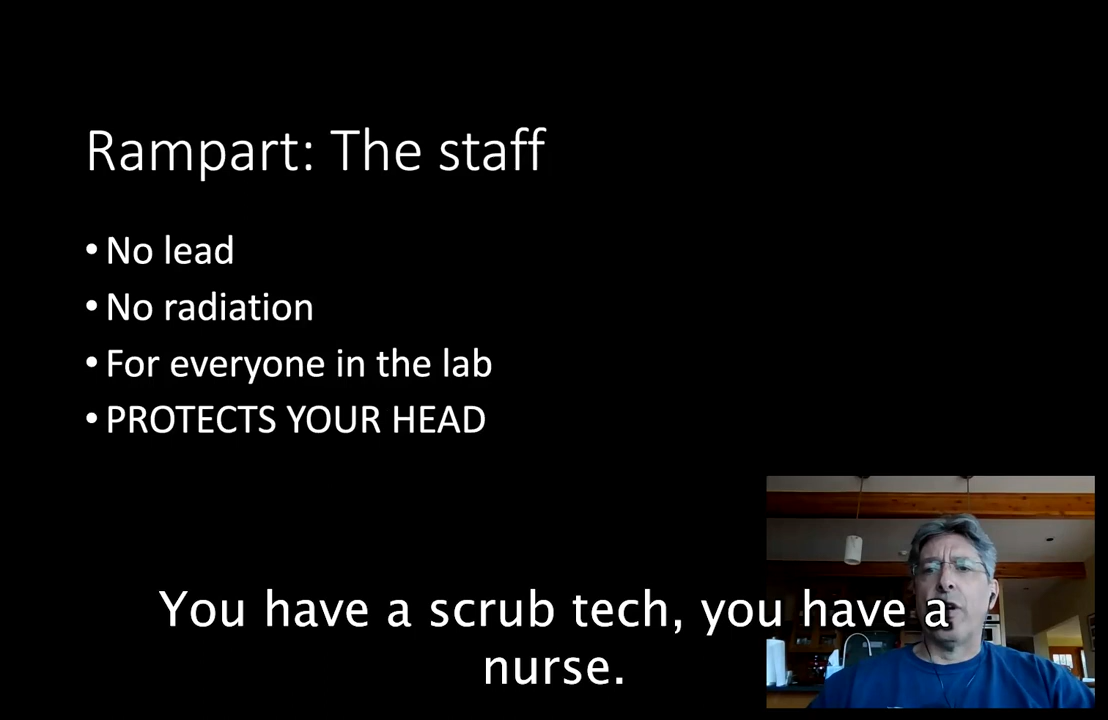 Rampart: The staff
• No lead
• No radiation
• For everyone in the lab
• PROTECTS YOUR HEAD
You have a scrub tech, you have a
nurse.